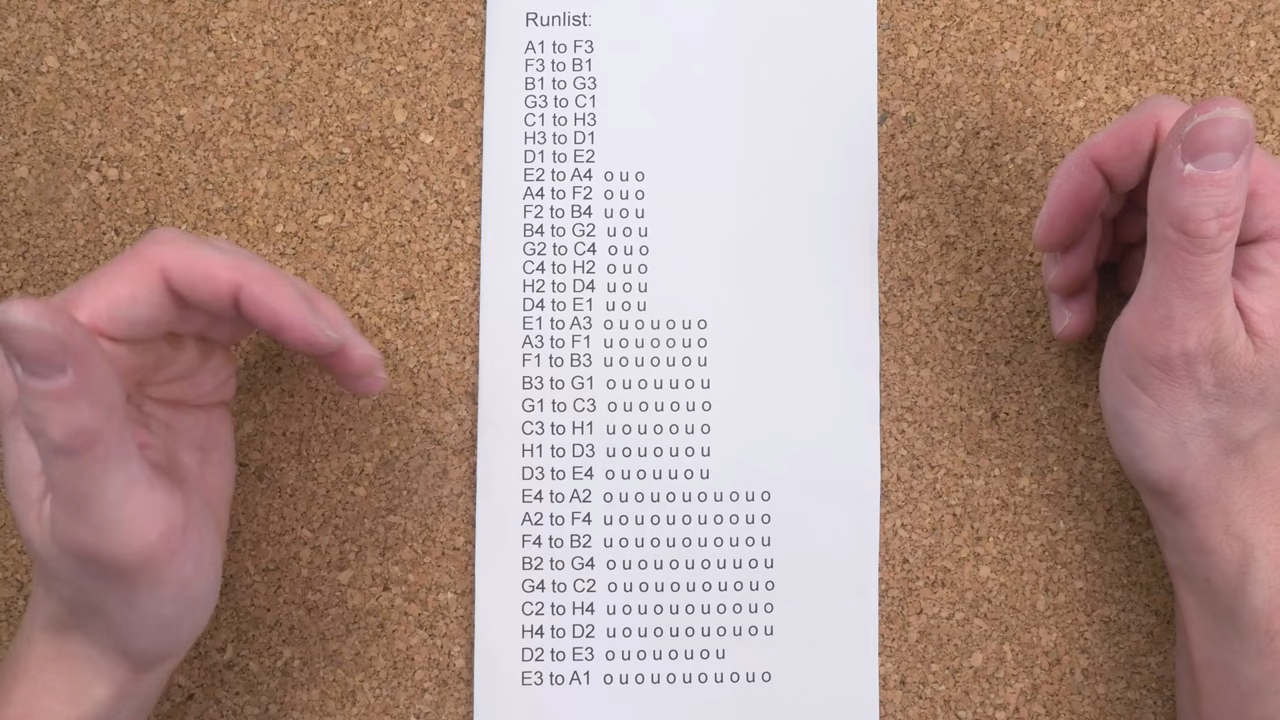 Runlist:
A1 to F3
F3 to B1
B1 to G3
G3 to C1
C1 to H3
H3 to D1
D1 to E2
E2 to A4 o u o
A4 to F2 o u o
F2 to B4 u o u
B4 to G2 u o u
G2 to C4 o u o
C4 to H2 o u o
H2 to D4 u o u
D4 to E1 u o u
E1 to A3 o u o u o u o
A3 to F1 o u o u o u o
F1 to B3 u o u o u o u
B3 to G1 o u o u u o u
G1 to C3 o u o u o u o
C3 to H1 u o u o o u o
H1 to D3 u o u o u o u
D3 to E4 o u o u u o u
E4 to A2 o u o u o u o u o u o
A2 to F4 u o u o u o u o o u o
F4 to B2 u o u o u o u o u o u
B2 to G4 o u o u o u o u u o u
G4 to C2 o u o u o u o u o u o
C2 to H4 u o u o u o u o o u o
H4 to D2 u o u o u o u o u o u
D2 to E3 o u o u o u o u
E3 to A1 o u o u o u o u o u o